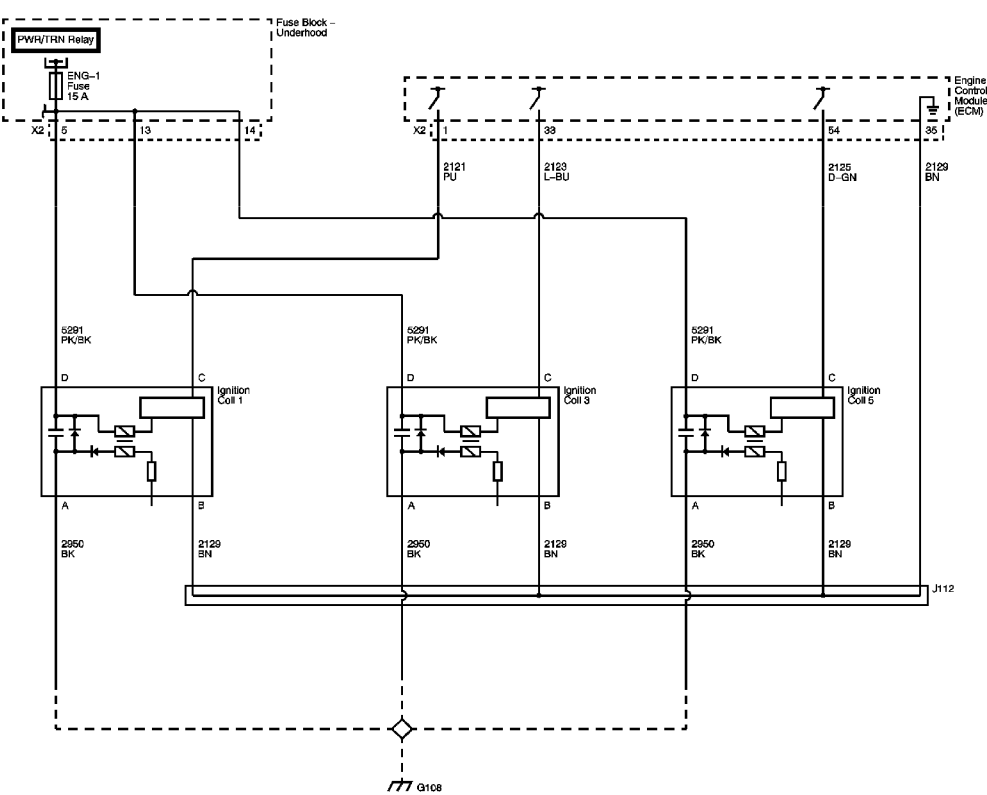 Fuse Block –
Underhood
PWR/TRN Relay
ENG–1
Fuse
15 A
X2 5 13 14
Engine
Control
Module
(ECM)
X2 1 33 54 35
2121
PU
2123
L–BU
2125
D–GN
2129
BN
5291
PK/BK
5291
PK/BK
5291
PK/BK
D C D C D C
Ignition
Coil 1
Ignition
Coil 3
Ignition
Coil 5
A B A B A B
2950
BK
2129
BN
2950
BK
2129
BN
2950
BK
2129
BN
J112
G108